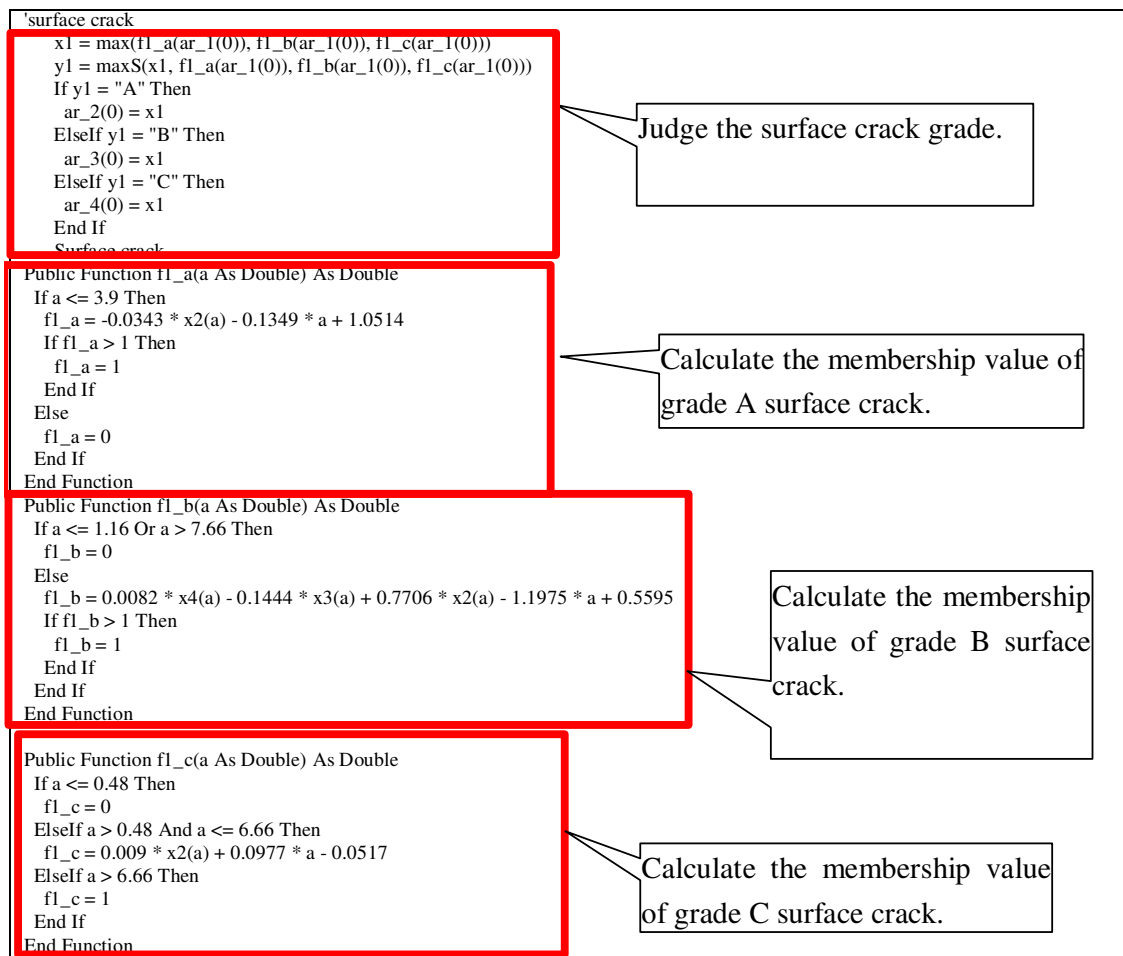 'surface crack
x1 = max(f1_a(ar_1(0)), f1_b(ar_1(0)), f1_c(ar_1(0)))
y1 = maxS(x1, f1_a(ar_1(0)), f1_b(ar_1(0)), f1_c(ar_1(0)))
If y1 = "A" Then
ar_2(0) = x1
ElseIf y1 = "B" Then
ar_3(0) = x1
ElseIf y1 = "C" Then
ar_4(0) = x1
End If
Surface crack
Judge the surface crack grade.
Public Function f1_a(a As Double) As Double
If a <= 3.9 Then
f1_a = -0.0343 * x2(a) - 0.1349 * a + 1.0514
If f1_a > 1 Then
f1_a = 1
End If
Else
f1_a = 0
End If
End Function
Calculate the membership value of
grade A surface crack.
Public Function f1_b(a As Double) As Double
If a <= 1.16 Or a > 7.66 Then
f1_b = 0
Else
f1_b = 0.0082 * x4(a) - 0.1444 * x3(a) + 0.7706 * x2(a) - 1.1975 * a + 0.5595
If f1_b > 1 Then
f1_b = 1
End If
End If
End Function
Calculate the membership
value of grade B surface
crack.
Public Function f1_c(a As Double) As Double
If a <= 0.48 Then
f1_c = 0
ElseIf a > 0.48 And a <= 6.66 Then
f1_c = 0.009 * x2(a) + 0.0977 * a - 0.0517
ElseIf a > 6.66 Then
f1_c = 1
End If
End Function
Calculate the membership value
of grade C surface crack.